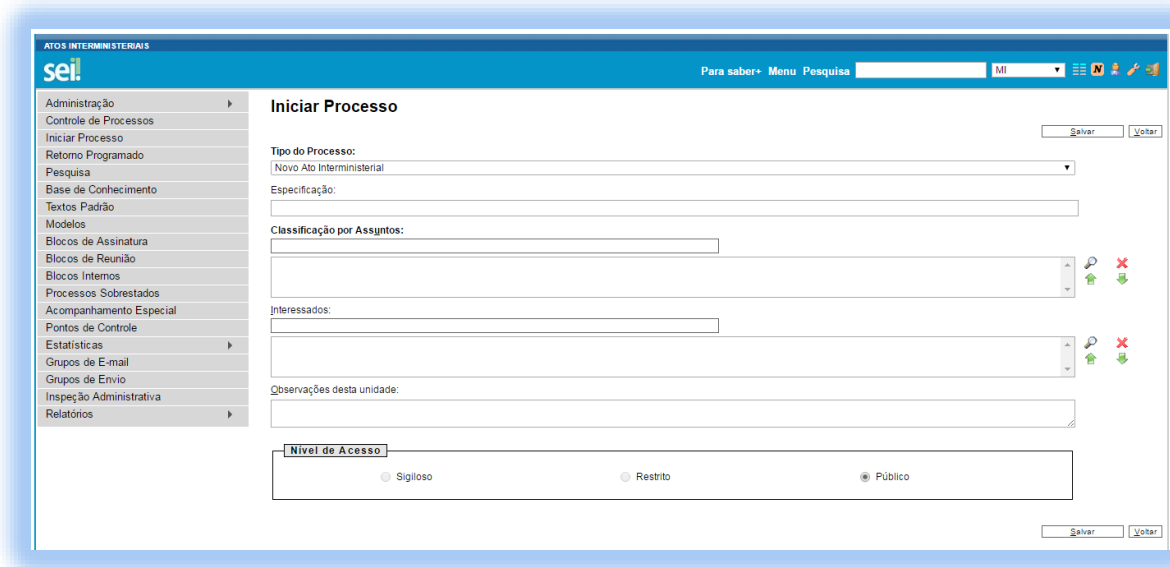 ATOS INTERMINISTERIAIS
sei!
Para saber+ Menu Pesquisa MI
N
Administração
Controle de Processos
Iniciar Processo
Retorno Programado
Pesquisa
Base de Conhecimento
Textos Padrão
Modelos
Blocos de Assinatura
Blocos de Reunião
Blocos Internos
Processos Sobrestados
Acompanhamento Especial
Pontos de Controle
Estatísticas
Grupos de E-mail
Grupos de Envio
Inspeção Administrativa
Relatórios
Iniciar Processo
Salvar Voltar
Tipo do Processo:
Novo Ato Interministerial
Especificação:
Classificação por Assuntos:
Interessados:
Observações desta unidade:
Nível de Acesso
Sigiloso Restrito Público
Salvar Voltar